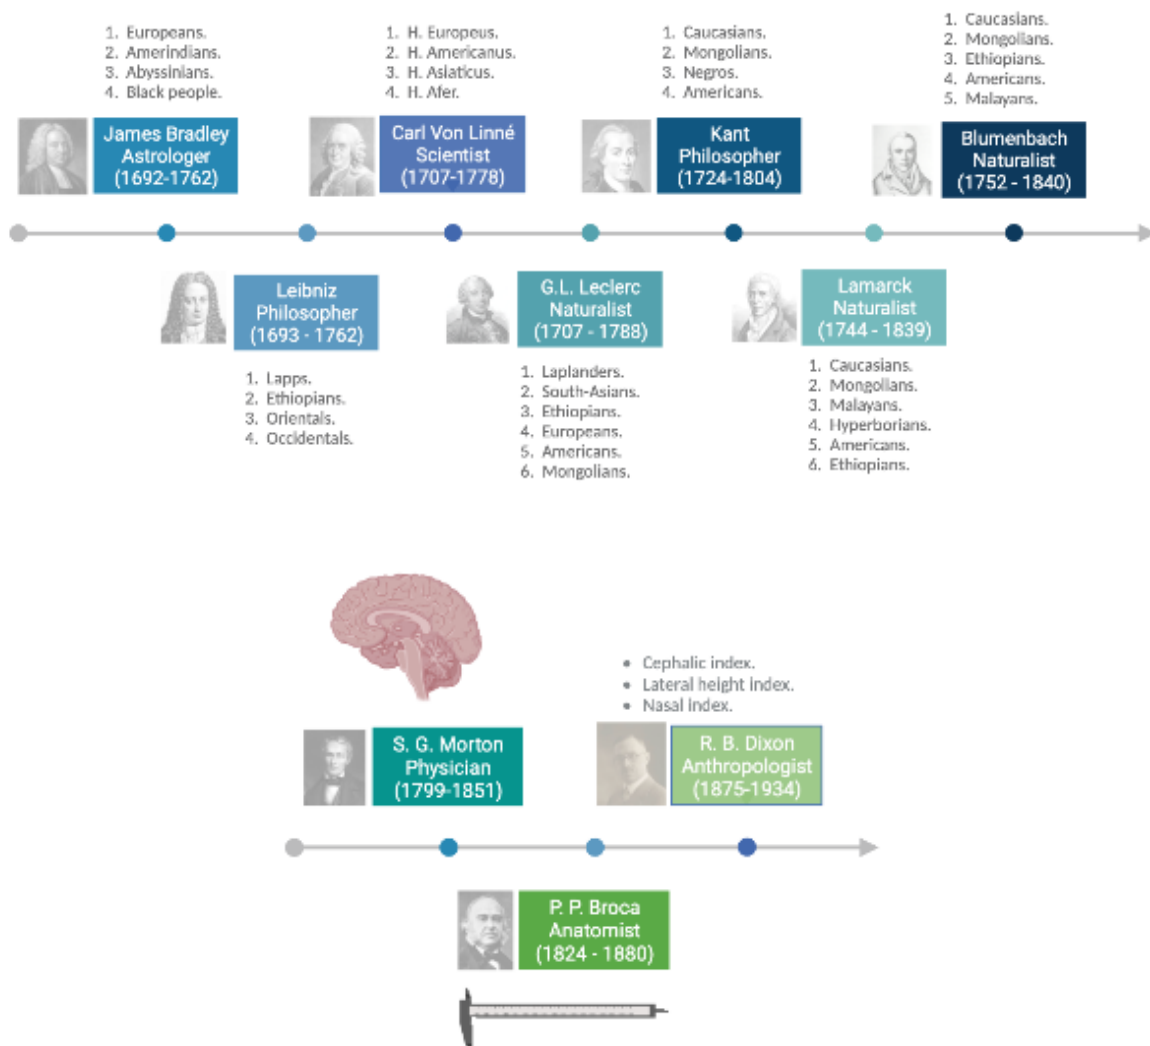 1. Europeans.
2. Amerindians.
3. Abyssinians.
4. Black people.
James Bradley
Astrologer
(1692-1762)
1. H. Europeus.
2. H. Americanus.
3. H. Asiaticus.
4. H. Afer.
Carl Von Linné
Scientist
(1707-1778)
1. Caucasians.
2. Mongolians.
3. Negros.
4. Americans.
Kant
Philosopher
(1724-1804)
1. Caucasians.
2. Mongolians.
3. Ethiopians.
4. Americans.
5. Malayans.
Blumenbach
Naturalist
(1752 - 1840)
Leibniz
Philosopher
(1693 - 1762)
1. Lapps.
2. Ethiopians.
3. Orientals.
4. Occidentals.
G.L. Leclerc
Naturalist
(1707 - 1788)
1. Laplanders.
2. South-Asians.
3. Ethiopians.
4. Europeans.
5. Americans.
6. Mongolians.
Lamarck
Naturalist
(1744 - 1839)
1. Caucasians.
2. Mongolians.
3. Malayans.
4. Hyperborians.
5. Americans.
6. Ethiopians.
S. G. Morton
Physician
(1799-1851)
• Cephalic index.
• Lateral height index.
• Nasal index.
R. B. Dixon
Anthropologist
(1875-1934)
P. P. Broca
Anatomist
(1824 - 1880)